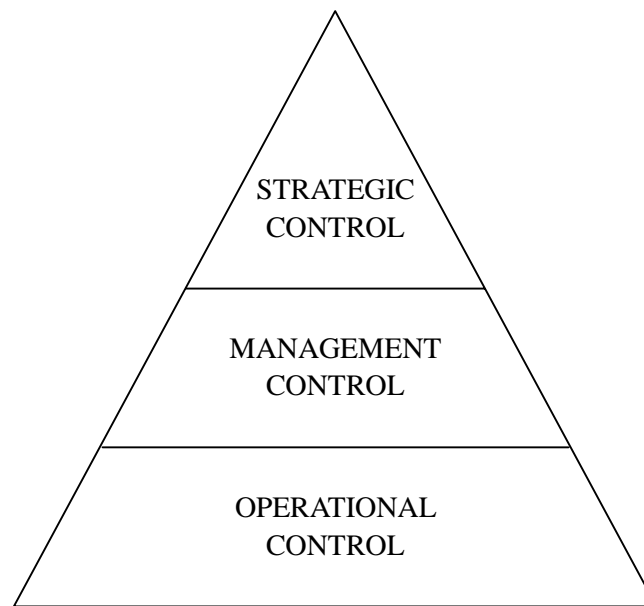 STRATEGIC
CONTROL
MANAGEMENT
CONTROL
OPERATIONAL
CONTROL